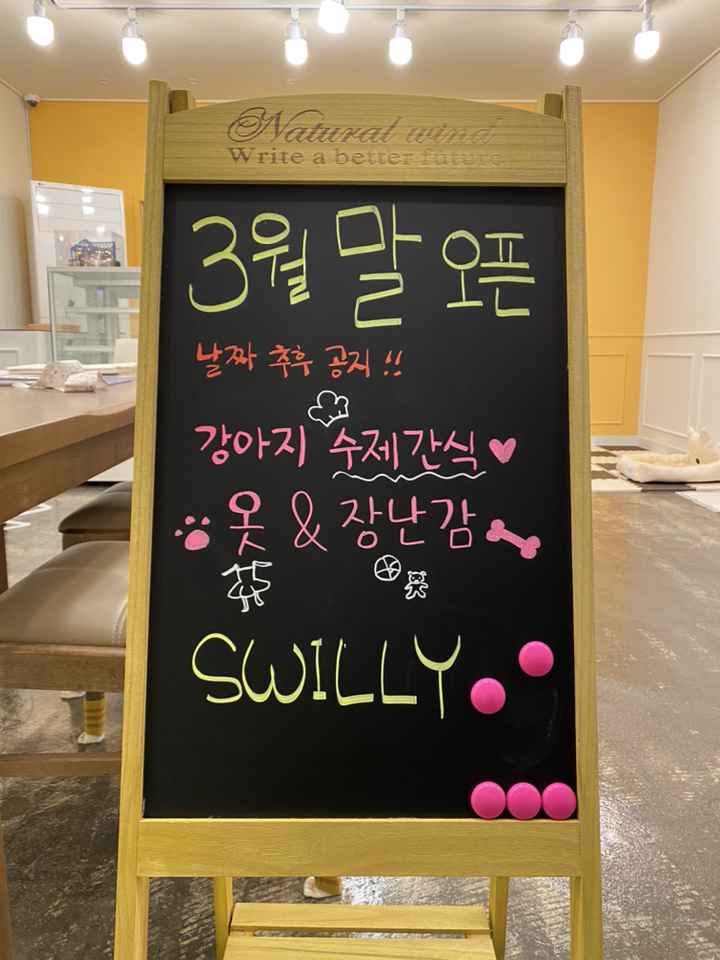 Natural wind
Write a better future
3월 말 오픈
날짜 추후 공지 !!
강아지 수제간식
옷 & 장난감
SWILLY